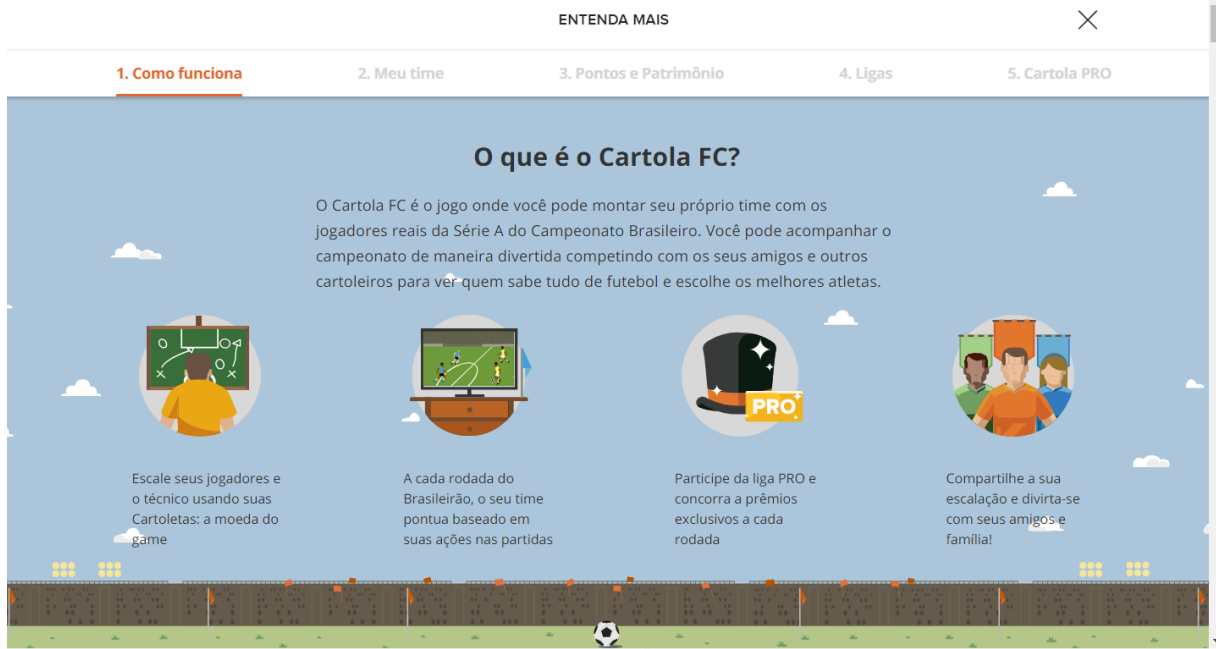 ENTENDA MAIS
1. Como funciona
2. Meu time
3. Pontos e Patrimônio
4. Ligas
5. Cartola PRO
O que é o Cartola FC?
O Cartola FC é o jogo onde você pode montar seu próprio time com os
jogadores reais da Série A do Campeonato Brasileiro. Você pode acompanhar o
campeonato de maneira divertida competindo com os seus amigos e outros
cartoleiros para ver quem sabe tudo de futebol e escolhe os melhores atletas.
PRO
Escale seus jogadores e
o técnico usando suas
Cartoletas: a moeda do
game
A cada rodada do
Brasileirão, o seu time
pontua baseado em
suas ações nas partidas
Participe da liga PRO e
concorra a prêmios
exclusivos a cada
rodada
Compartilhe a sua
escalação e divirta-se
com seus amigos e
família!